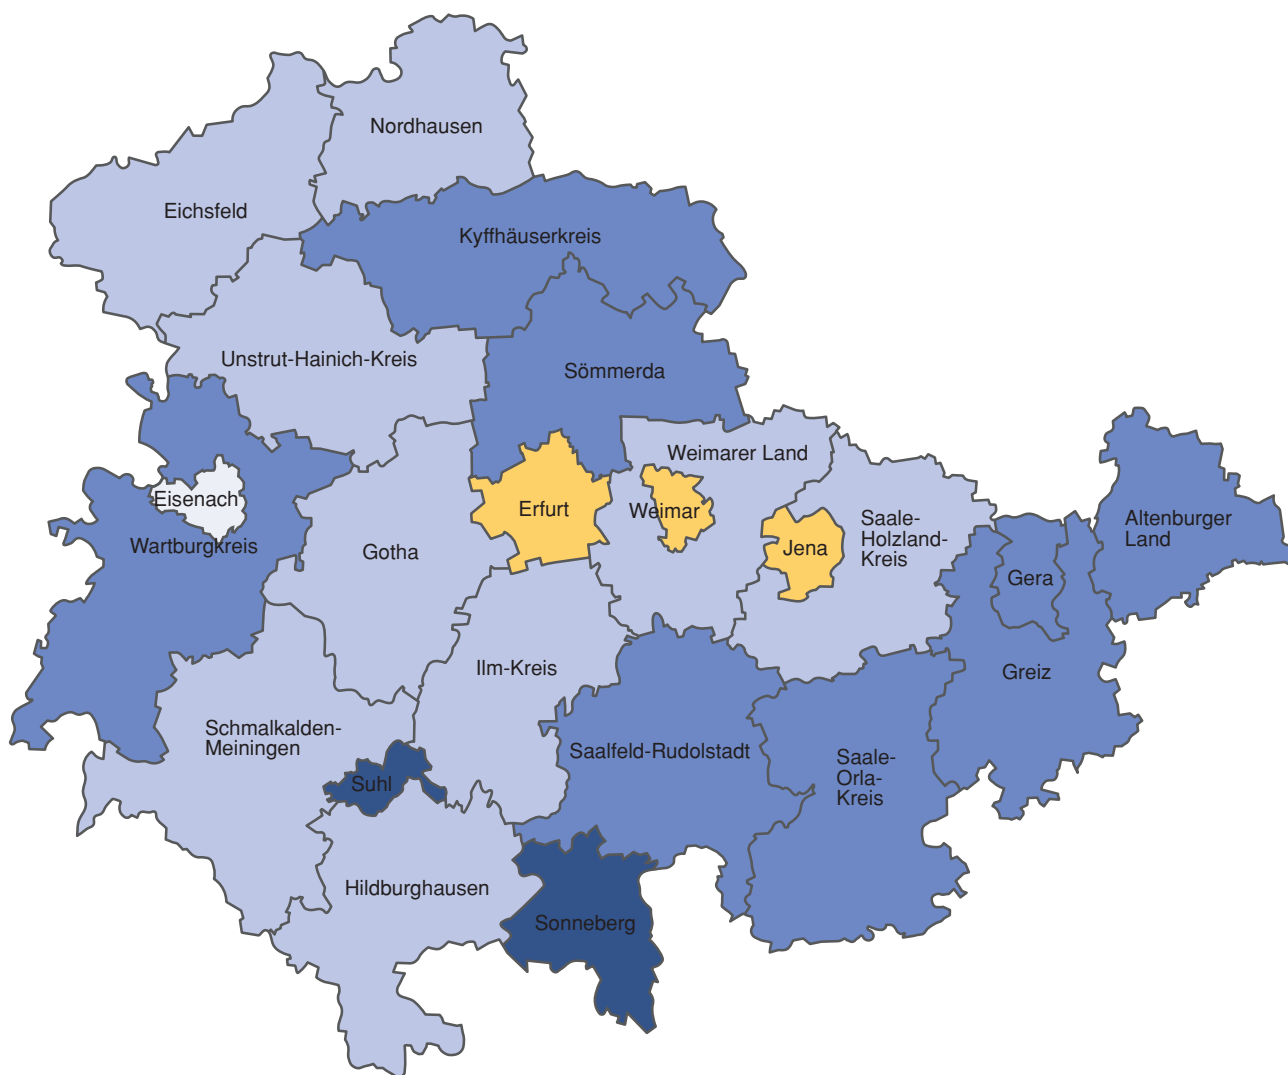 Nordhausen
Eichsfeld
Kyffhäuserkreis
Unstrut-Hainich-Kreis
Sömmerda
Weimarer Land
Eisenach
Erfurt
Weimar
Saale-
Holzland-
Kreis
Altenburger
Land
Wartburgkreis
Gotha
Jena
Gera
Ilm-Kreis
Greiz
Schmalkalden-
Meiningen
Saalfeld-Rudolstadt
Saale-
Orla-
Kreis
Suhl
Hildburghausen
Sonneberg